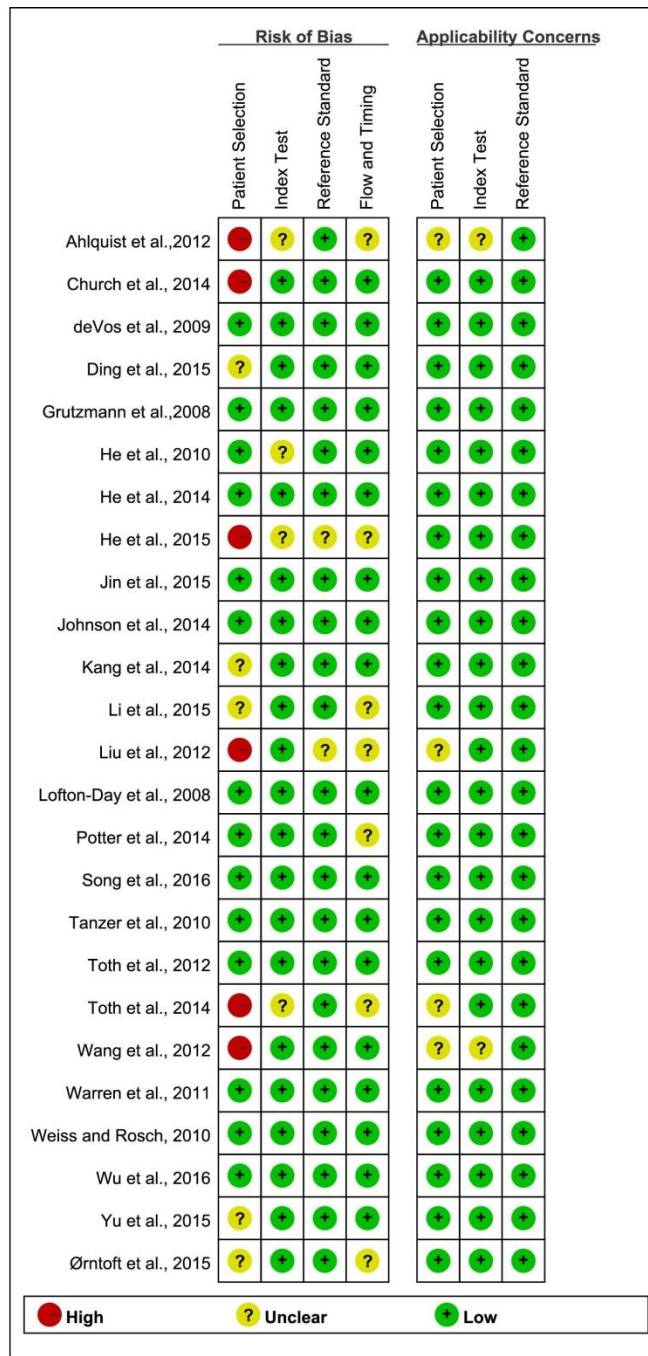 Risk of Bias
Applicability Concerns
Patient Selection
Index Test
Reference Standard
Flow and Timing
Patient Selection
Index Test
Reference Standard
Ahlquist et al.,2012 - ? + ? ? ? +
Church et al., 2014 - + + + + + +
deVos et al., 2009 + + + + + + +
Ding et al., 2015 ? + + + + + +
Grutzmann et al.,2008 + + + + + + +
He et al., 2010 + ? + + + + +
He et al., 2014 + + + + + + +
He et al., 2015 - ? ? ? + + +
Jin et al., 2015 + + + + + + +
Johnson et al., 2014 + + + + + + +
Kang et al., 2014 ? + + + + + +
Li et al., 2015 ? + + ? + + +
Liu et al., 2012 - + ? ? ? + +
Lofton-Day et al., 2008 + + + + + + +
Potter et al., 2014 + + + ? + + +
Song et al., 2016 + + + + + + +
Tanzer et al., 2010 + + + + + + +
Toth et al., 2012 + + + + + + +
Toth et al., 2014 - ? + ? ? + +
Wang et al., 2012 - + + + ? ? +
Warren et al., 2011 + + + + + + +
Weiss and Rosch, 2010 + + + + + + +
Wu et al., 2016 + + + + + + +
Yu et al., 2015 ? + + + + + +
Ørntoft et al., 2015 ? + + ? + + +
- High ? Unclear + Low